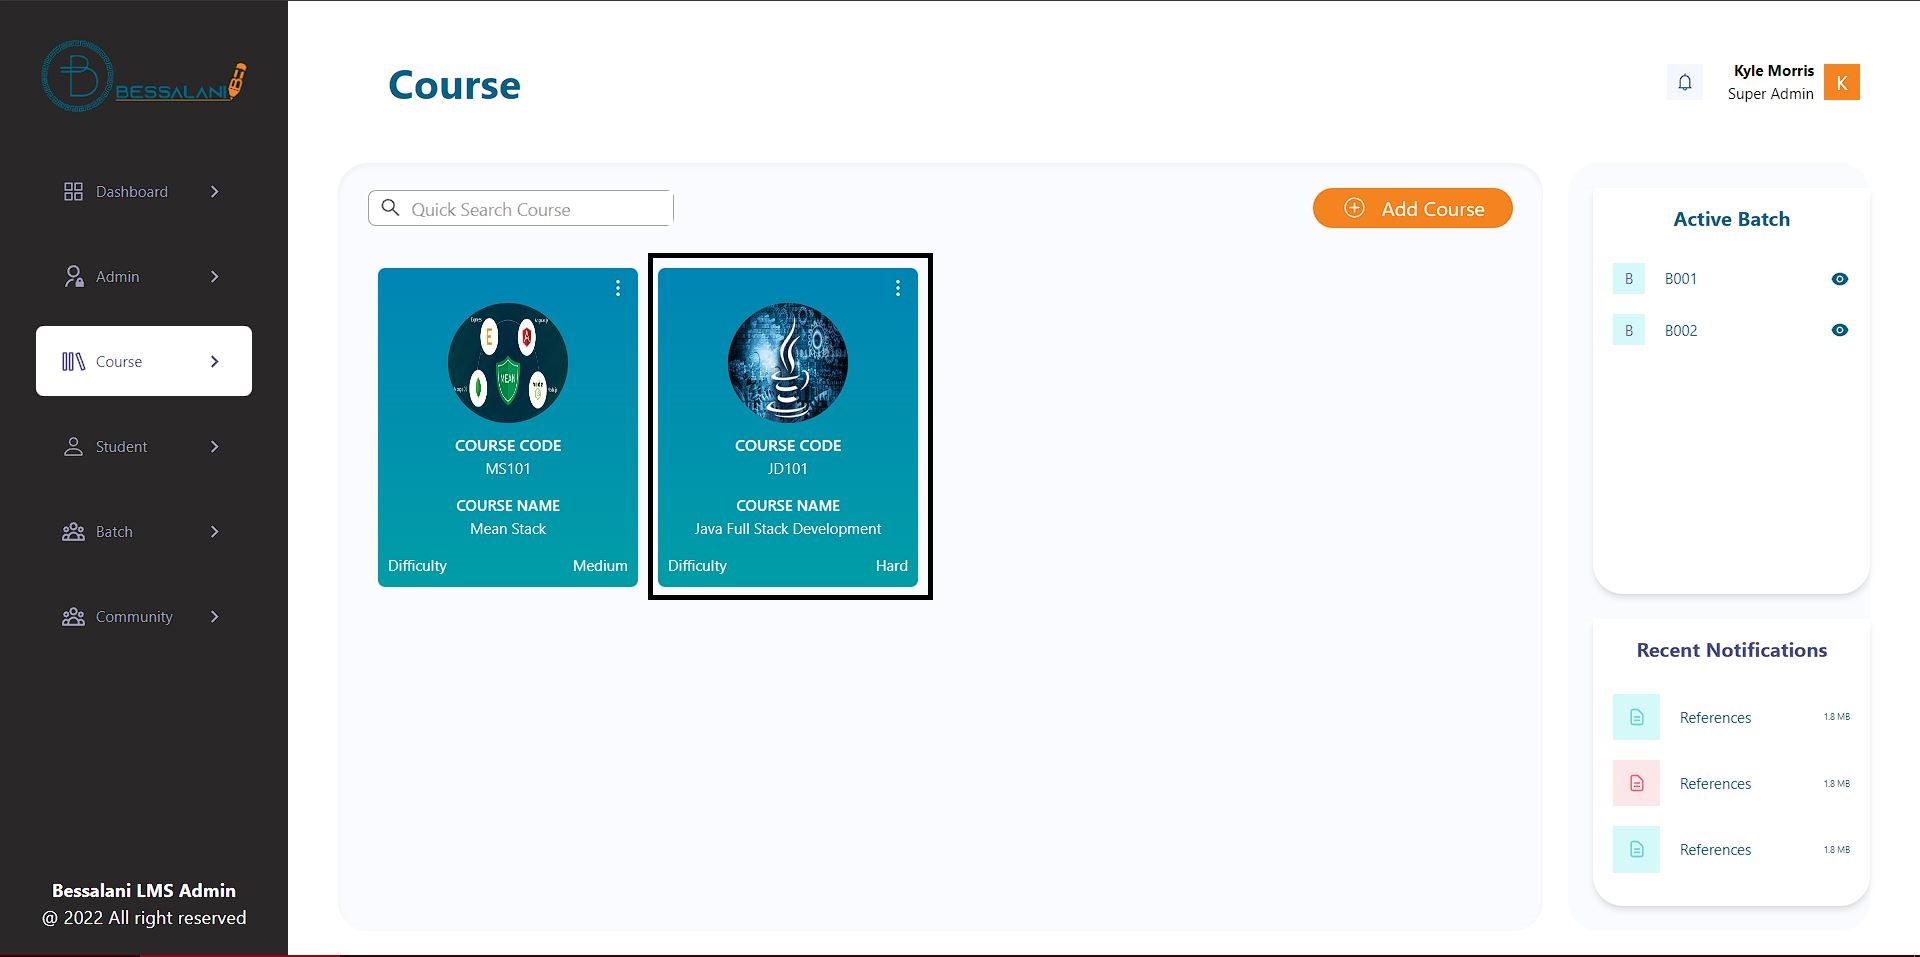 BESSALANI
Dashboard
Admin
Course
Student
Batch
Community
Bessalani LMS Admin
@ 2022 All right reserved
Course
Kyle Morris
Super Admin
K
Quick Search Course
Add Course
E
A
MEAN
node
COURSE CODE
MS101
COURSE NAME
Mean Stack
Difficulty Medium
COURSE CODE
JD101
COURSE NAME
Java Full Stack Development
Difficulty Hard
Active Batch
B B001
B B002
Recent Notifications
References 1.8 MB
References 1.8 MB
References 1.8 MB